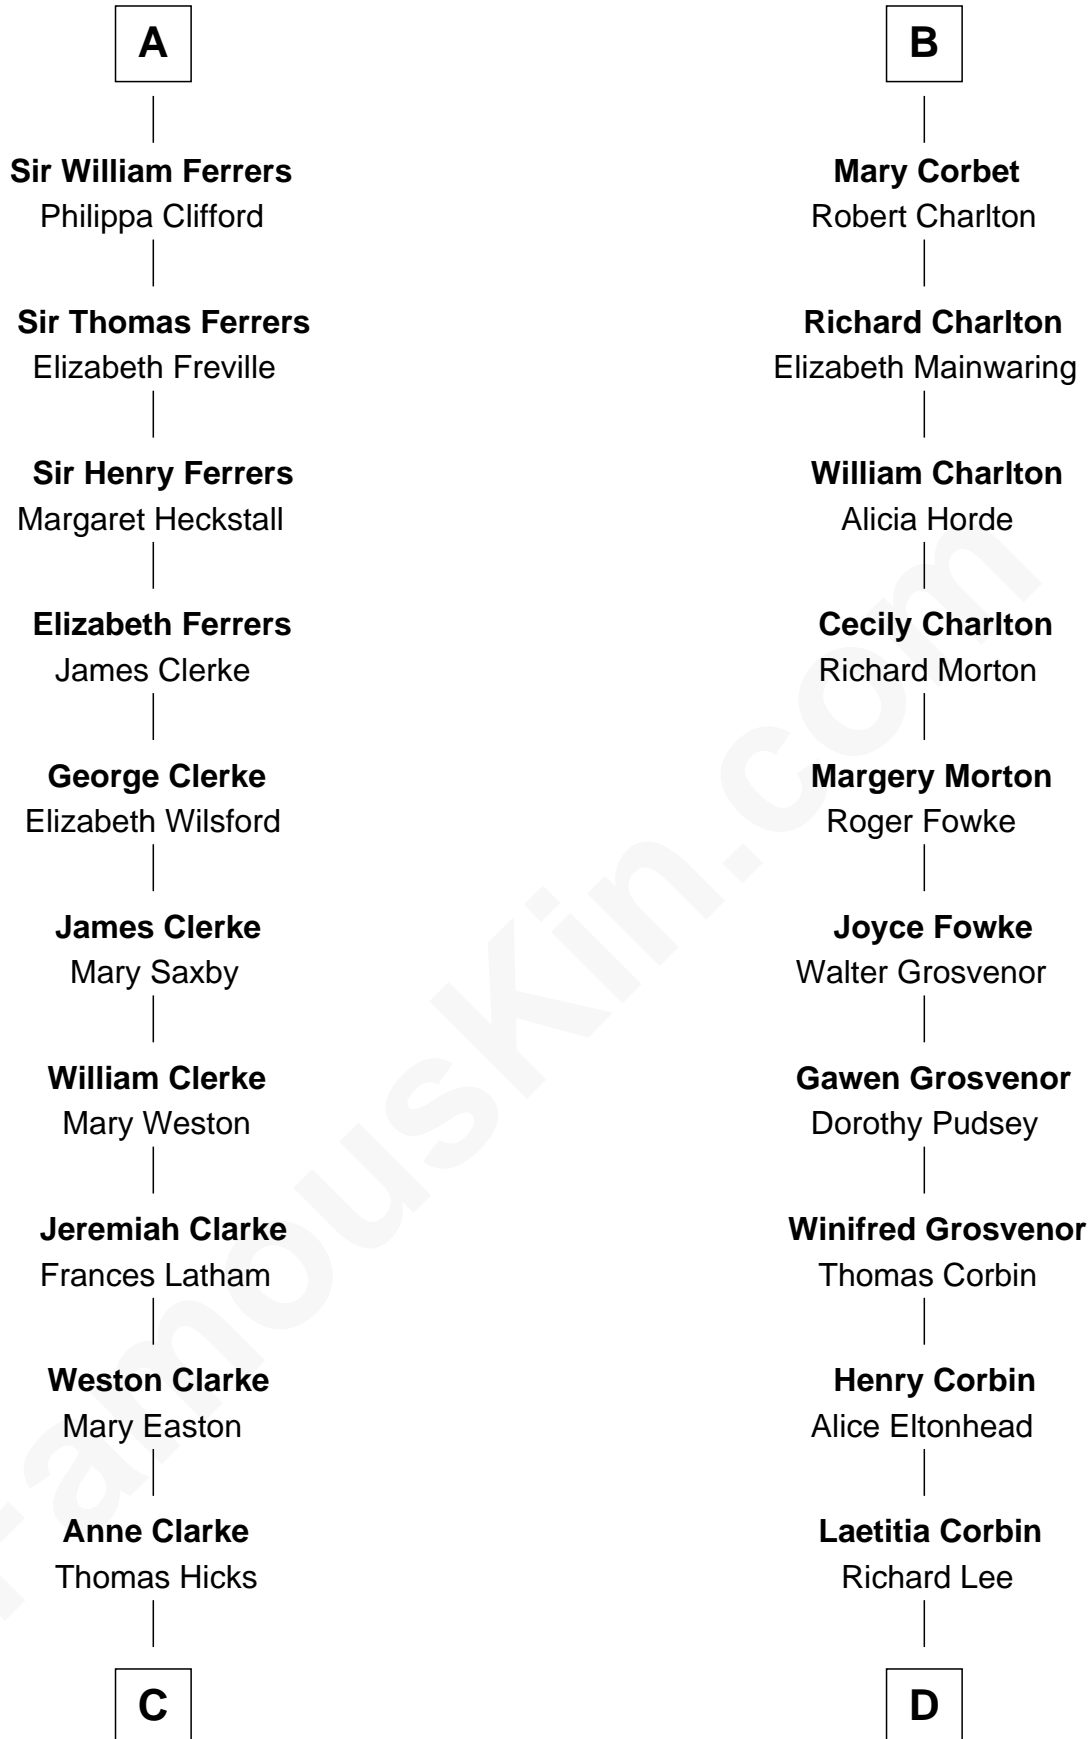 A
Sir William Ferrers
Philippa Clifford
Sir Thomas Ferrers
Elizabeth Freville
Sir Henry Ferrers
Margaret Heckstall
Elizabeth Ferrers
James Clerke
George Clerke
Elizabeth Wilsford
James Clerke
Mary Saxby
William Clerke
Mary Weston
Jeremiah Clarke
Frances Latham
Weston Clarke
Mary Easton
Anne Clarke
Thomas Hicks
C
B
Mary Corbet
Robert Charlton
Richard Charlton
Elizabeth Mainwaring
William Charlton
Alicia Horde
Cecily Charlton
Richard Morton
Margery Morton
Roger Fowke
Joyce Fowke
Walter Grosvenor
Gawen Grosvenor
Dorothy Pudsey
Winifred Grosvenor
Thomas Corbin
Henry Corbin
Alice Eltonhead
Laetitia Corbin
Richard Lee
D
FamousKin.com